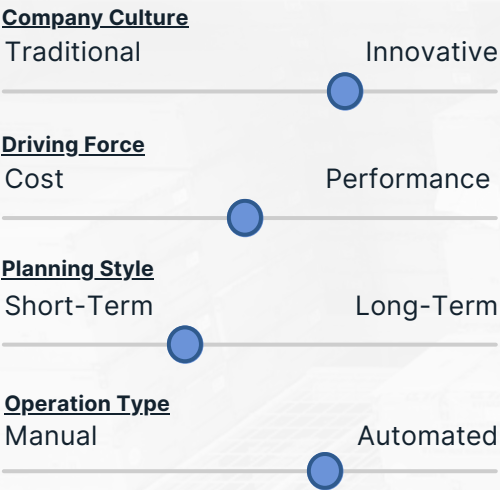 Company Culture
Traditional Innovative
Driving Force
Cost Performance
Planning Style
Short-Term Long-Term
Operation Type
Manual Automated